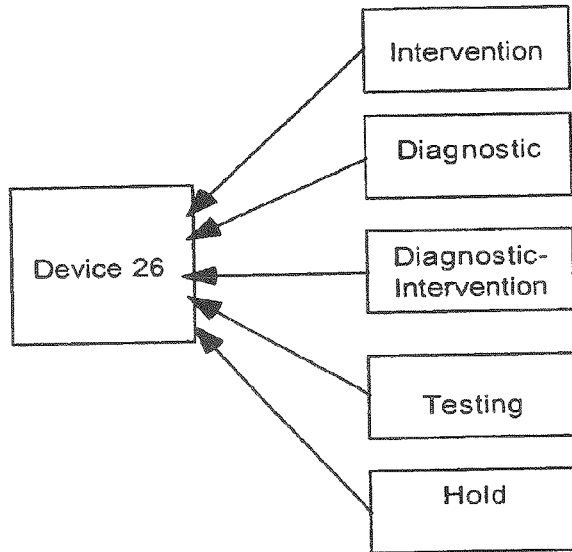 Intervention
Diagnostic
Device 26
Diagnostic-
Intervention
Testing
Hold